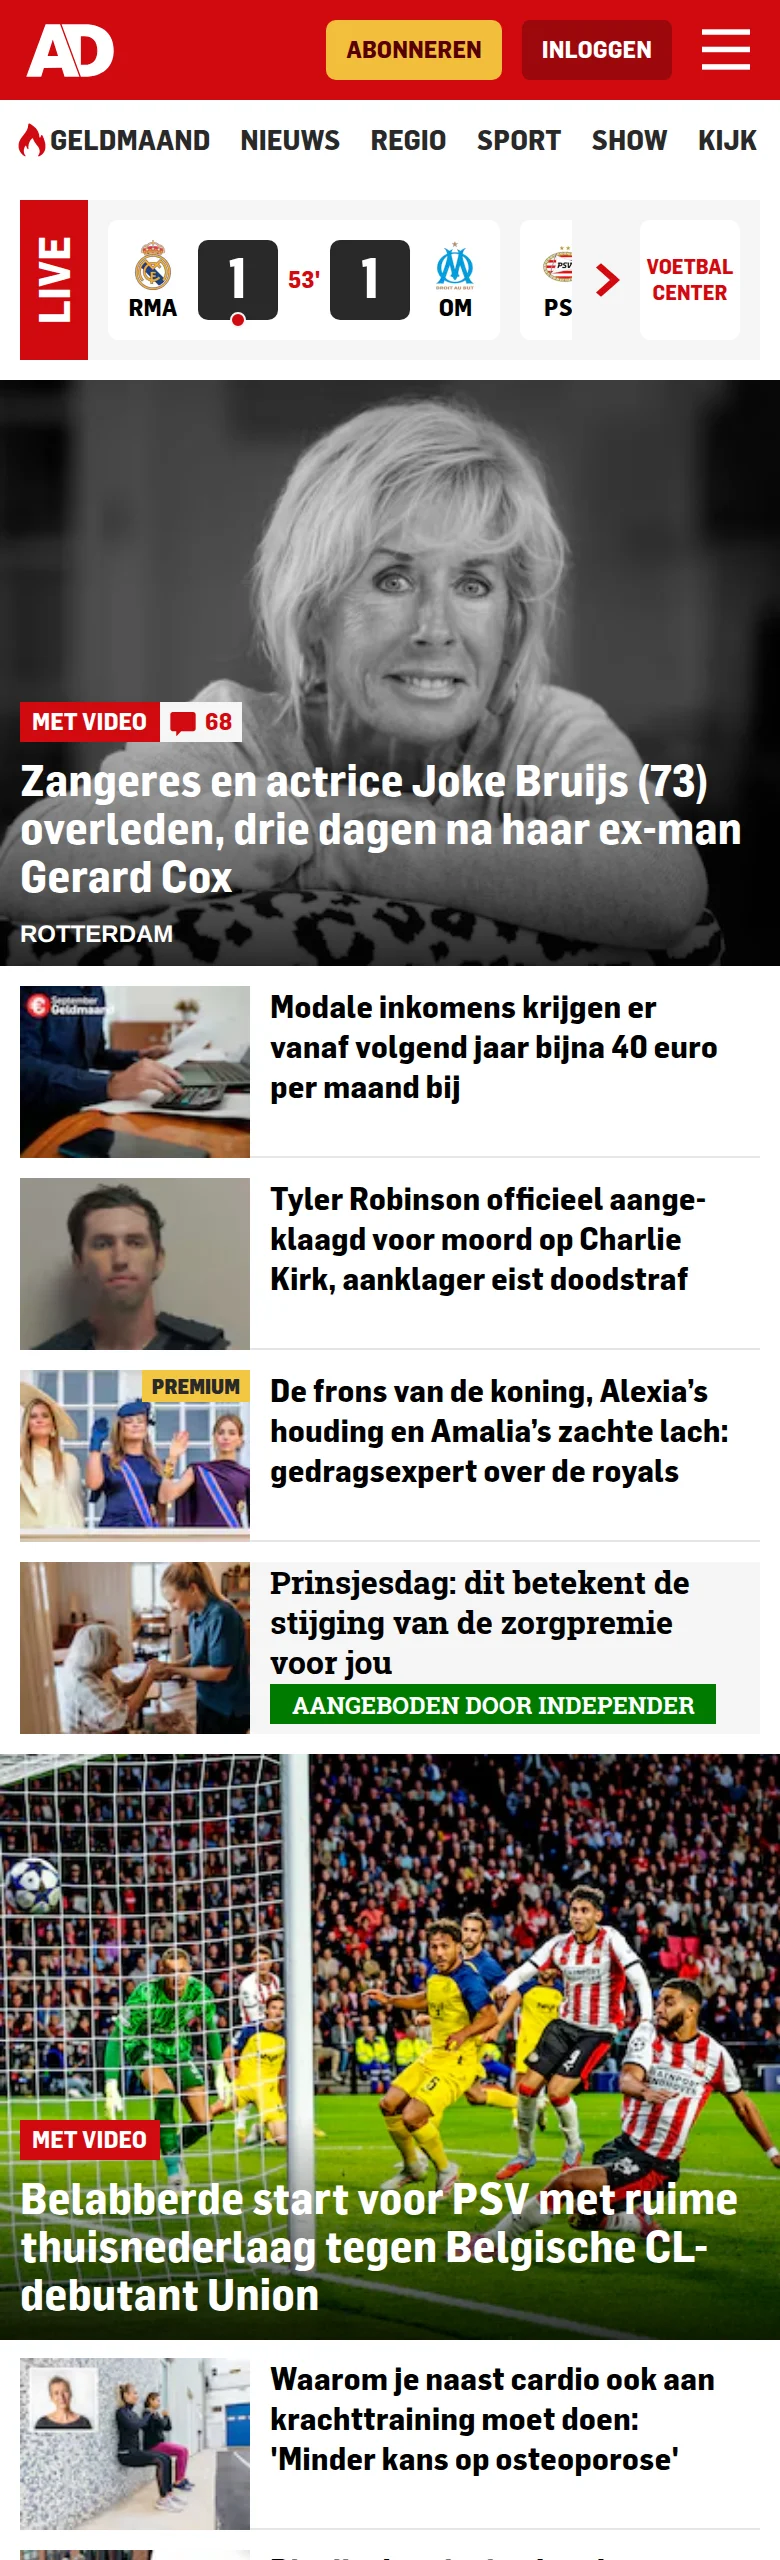 AD
ABONNEREN
INLOGGEN
GELDMAAND NIEUWS REGIO SPORT SHOW KIJK
LIVE
RMA
1
53'
1
DROIT AU BUT
OM
PSV
PS
VOETBAL
CENTER
MET VIDEO
68
Zangeres en actrice Joke Bruijs (73)
overleden, drie dagen na haar ex-man
Gerard Cox
ROTTERDAM
€ September
Geldmaand
Modale inkomens krijgen er
vanaf volgend jaar bijna 40 euro
per maand bij
Tyler Robinson officieel aange-
klaagd voor moord op Charlie
Kirk, aanklager eist doodstraf
PREMIUM
De frons van de koning, Alexia’s
houding en Amalia’s zachte lach:
gedragsexpert over de royals
Prinsjesdag: dit betekent de
stijging van de zorgpremie
voor jou
AANGEBODEN DOOR INDEPENDER
MET VIDEO
Belabberde start voor PSV met ruime
thuisnederlaag tegen Belgische CL-
debutant Union
Waarom je naast cardio ook aan
krachttraining moet doen:
'Minder kans op osteoporose'